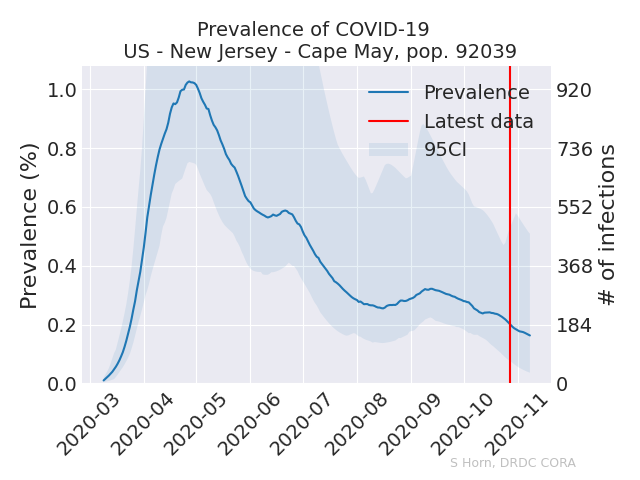 Prevalence of COVID-19
US - New Jersey - Cape May, pop. 92039
Prevalence
Latest data
95CI
Prevalence (%)
1.0
0.8
0.6
0.4
0.2
0.0
920
736
552
368
184
0
# of infections
2020-03
2020-04
2020-05
2020-06
2020-07
2020-08
2020-09
2020-10
2020-11
S Horn, DRDC CORA